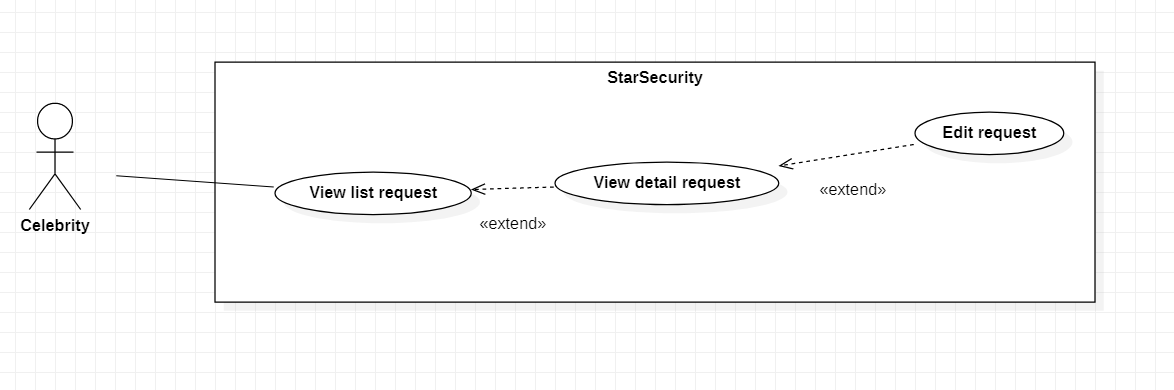 StarSecurity
Edit request
View detail request
«extend»
View list request
«extend»
Celebrity